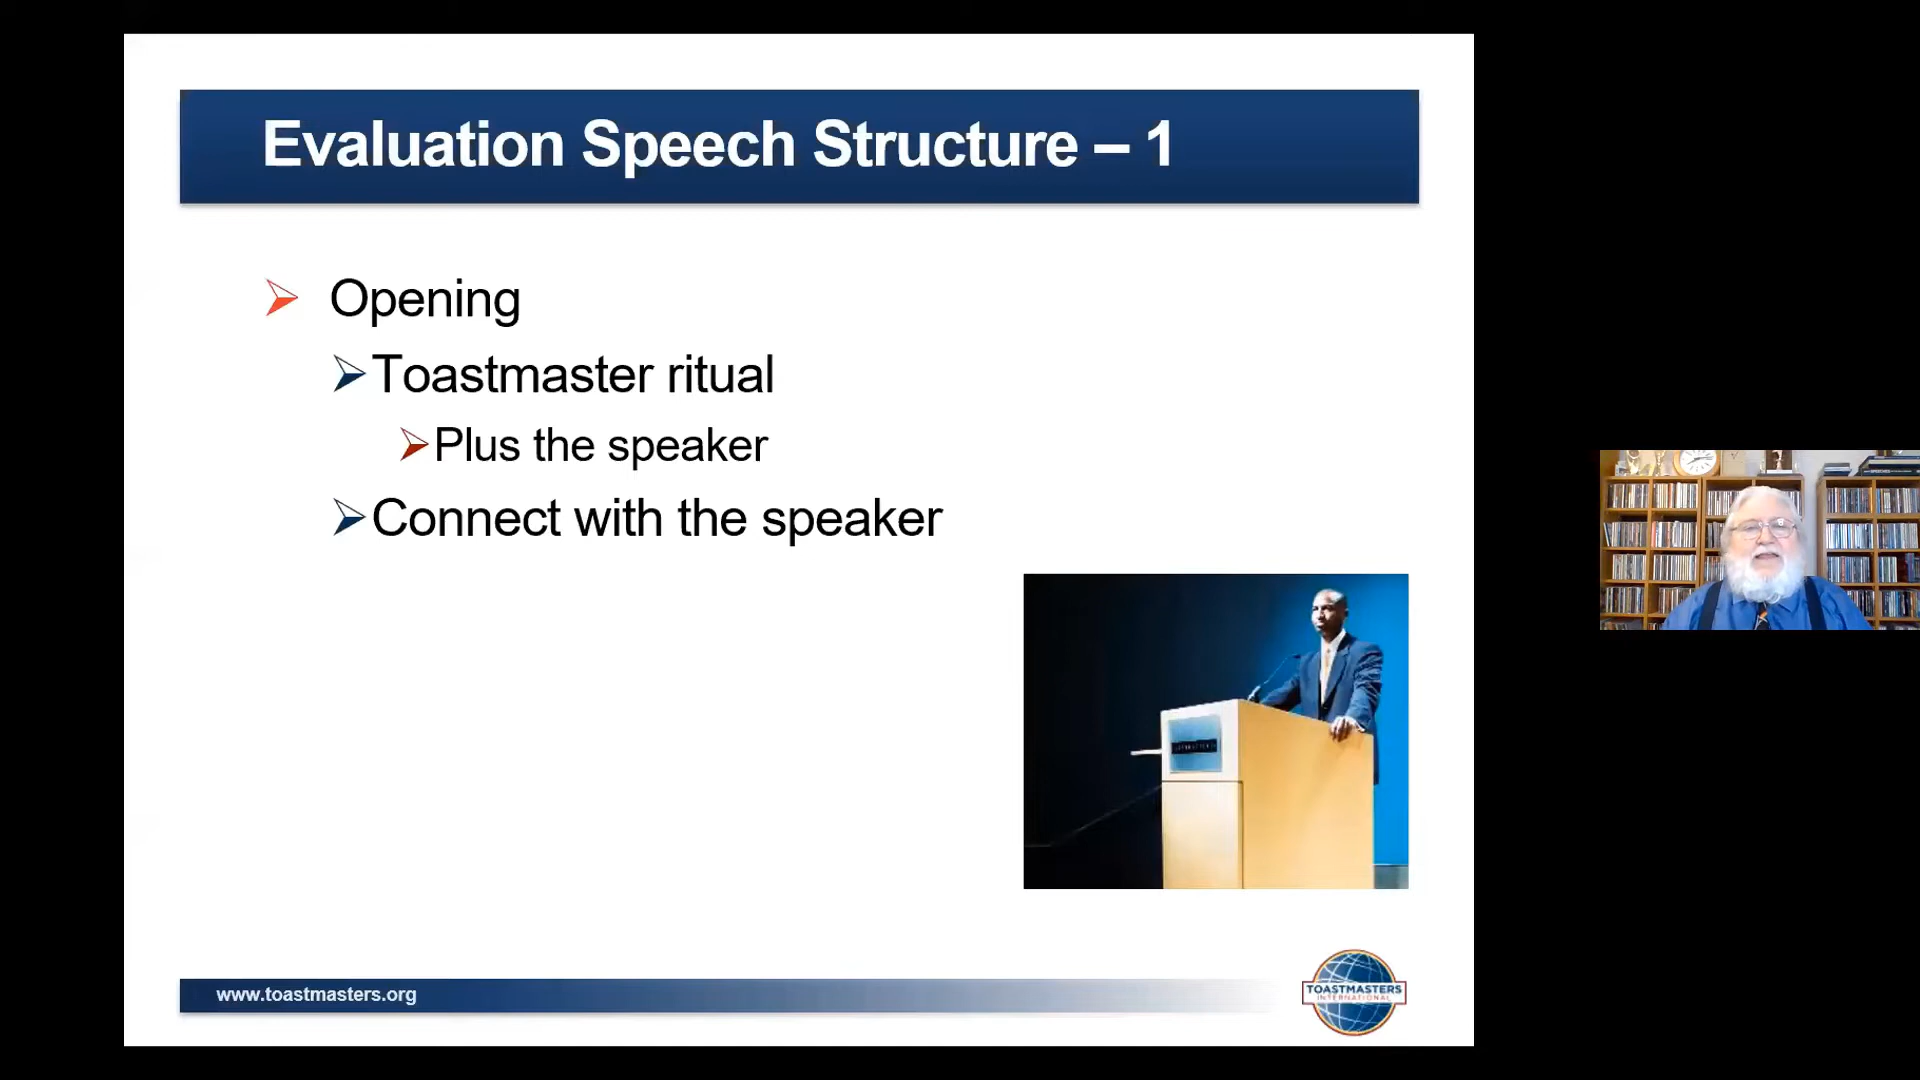 Evaluation Speech Structure – 1
Opening
Toastmaster ritual
Plus the speaker
Connect with the speaker
www.toastmasters.org
TOASTMASTERS
INTERNATIONAL